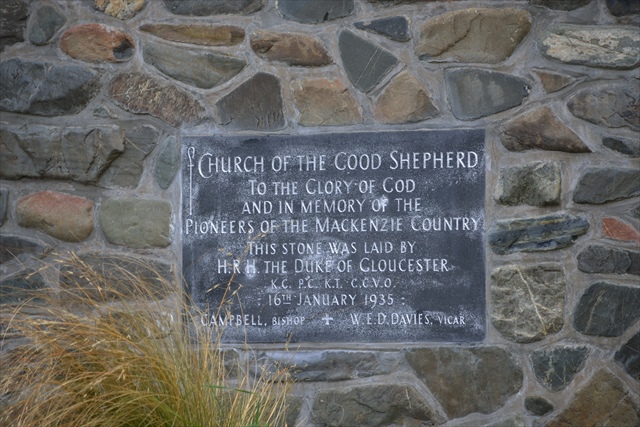 CHURCH OF THE GOOD SHEPHERD
TO THE GLORY OF GOD
AND IN MEMORY OF THE
PIONEERS OF THE MACKENZIE COUNTRY
THIS STONE WAS LAID BY
H.R.H. THE DUKE OF GLOUCESTER
K.G. P.C. K.T. G.C.V.O.
: 16TH JANUARY 1935 :
CAMPBELL, BISHOP + W.E.D. DAVIES, VICAR